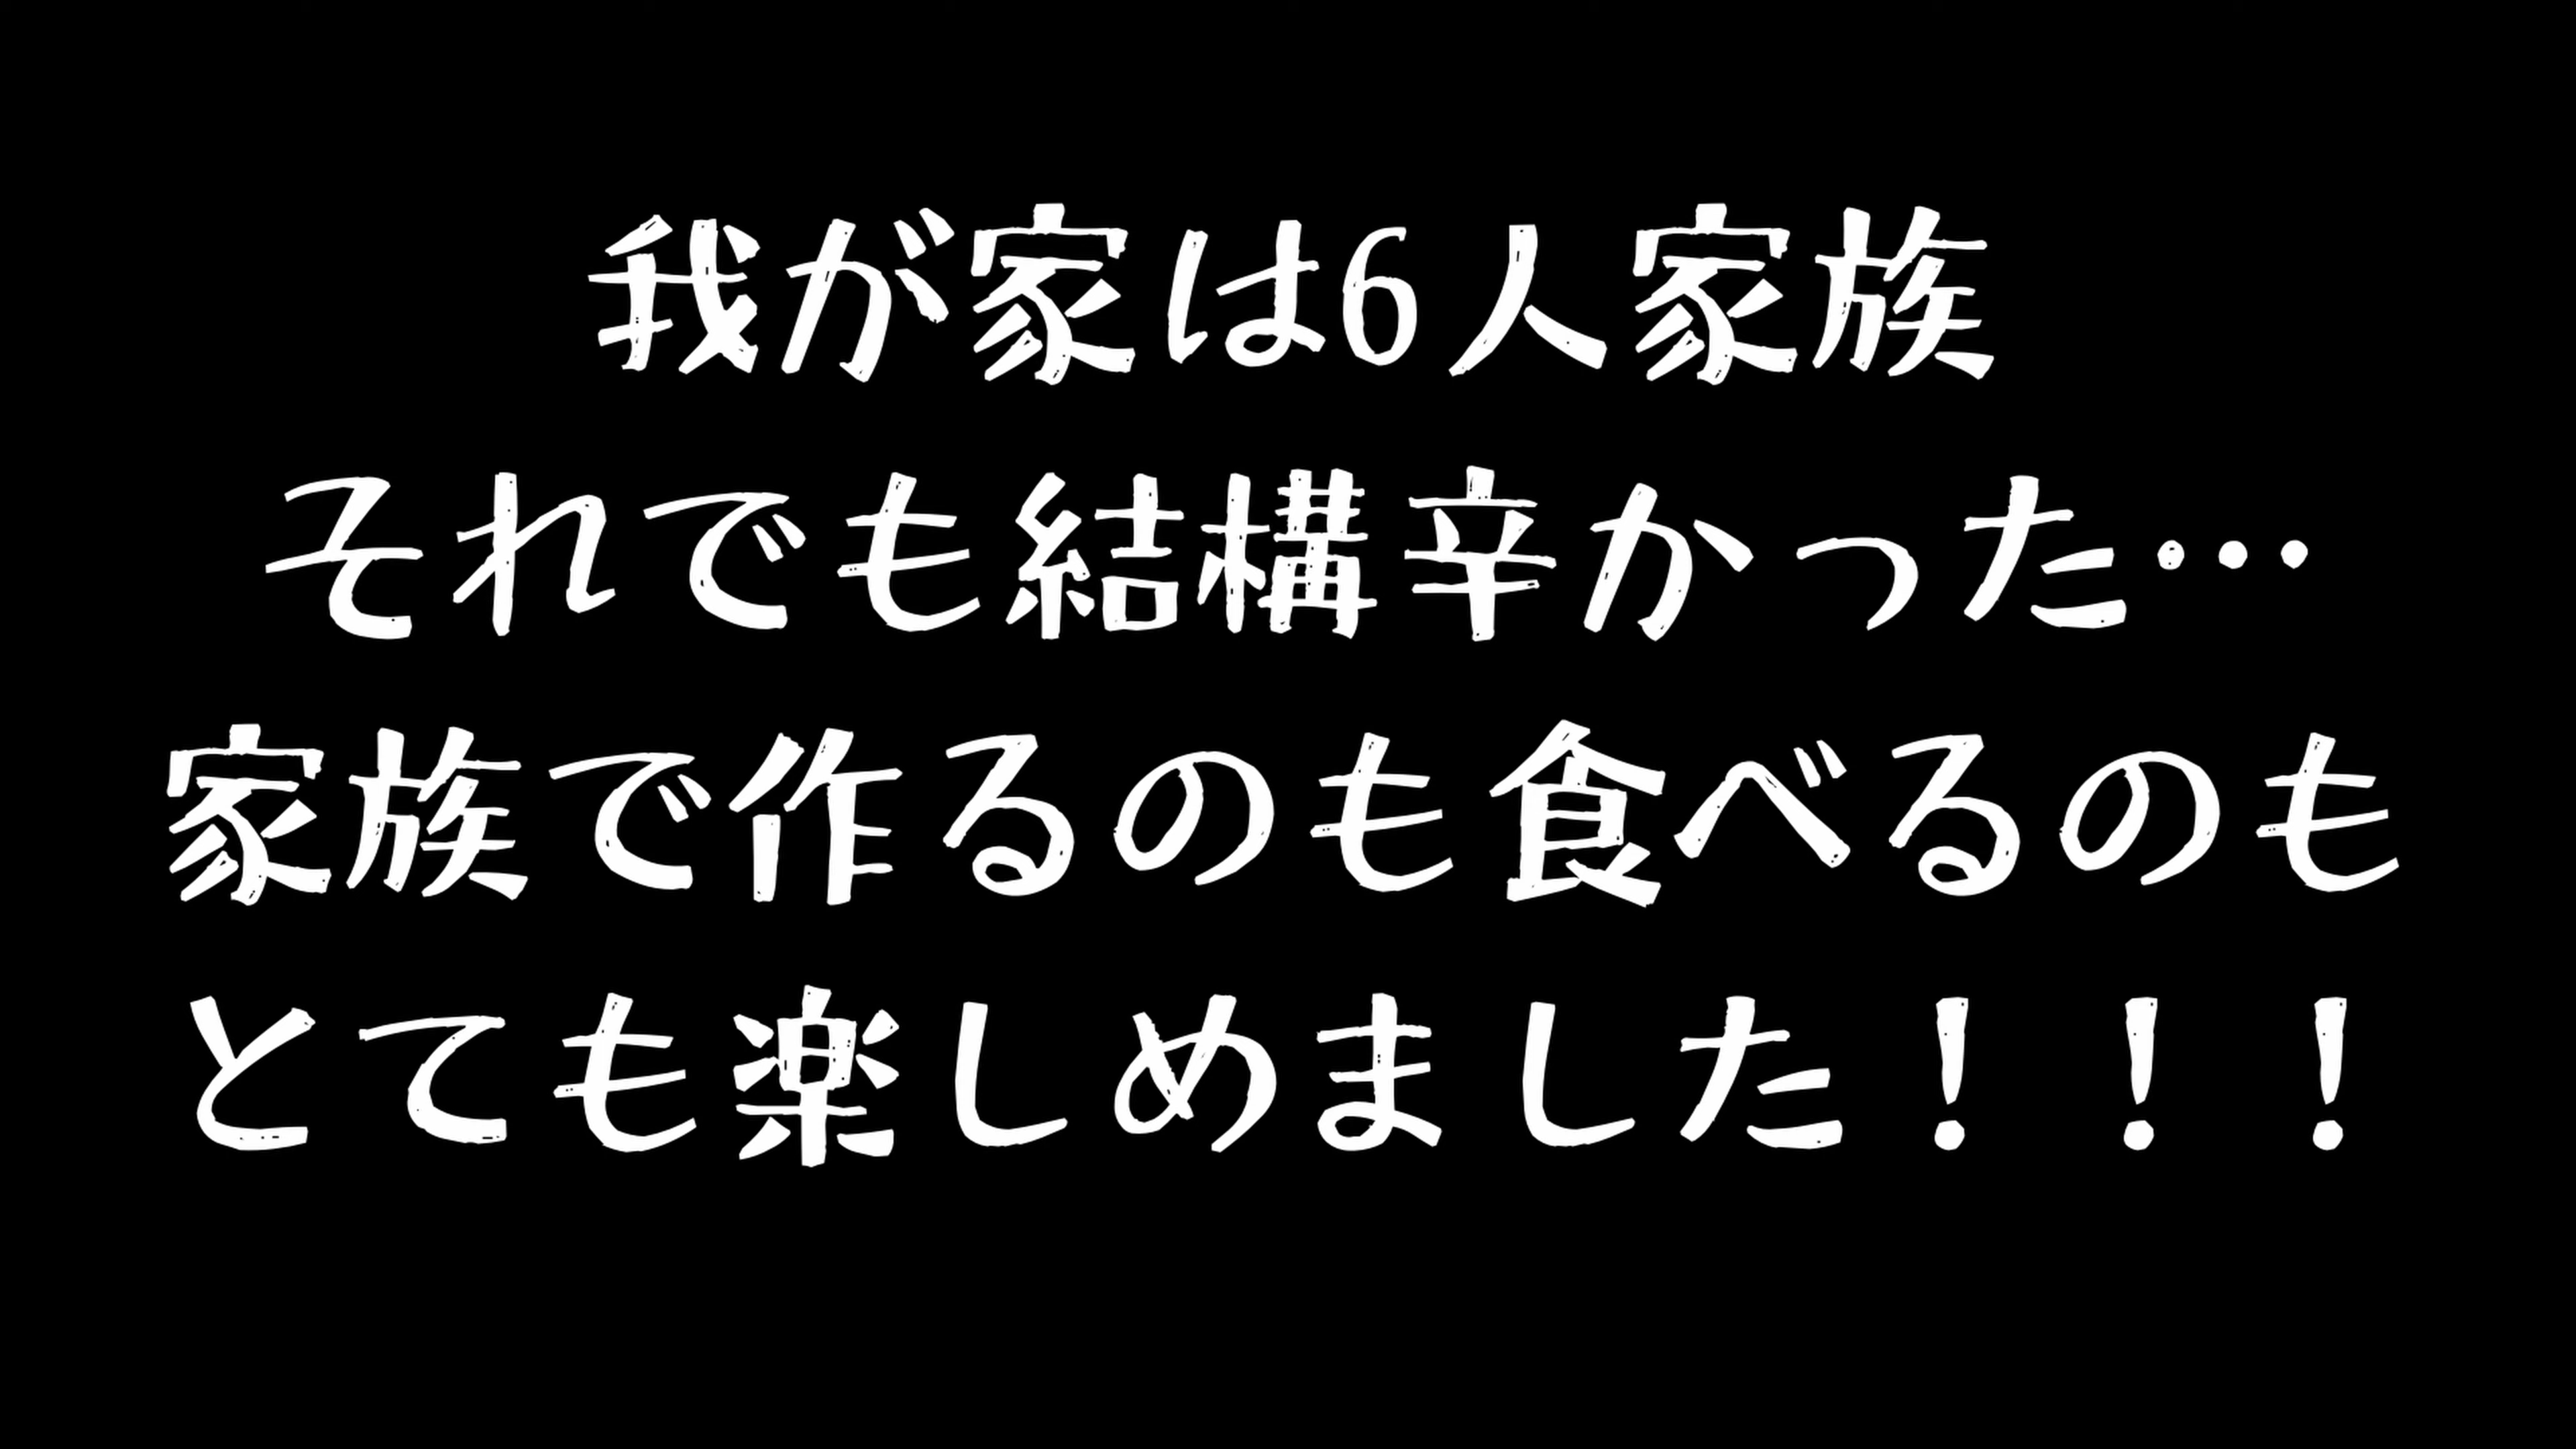 我が家は6人家族
それでも結構辛かった…
家族で作るのも食べるのも
とても楽しめました！！！